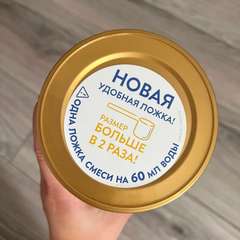 НОВАЯ
УДОБНАЯ ЛОЖКА!
РАЗМЕР
БОЛЬШЕ
В 2 РАЗА!
ОДНА ЛОЖКА СМЕСИ НА 60 МЛ ВОДЫ